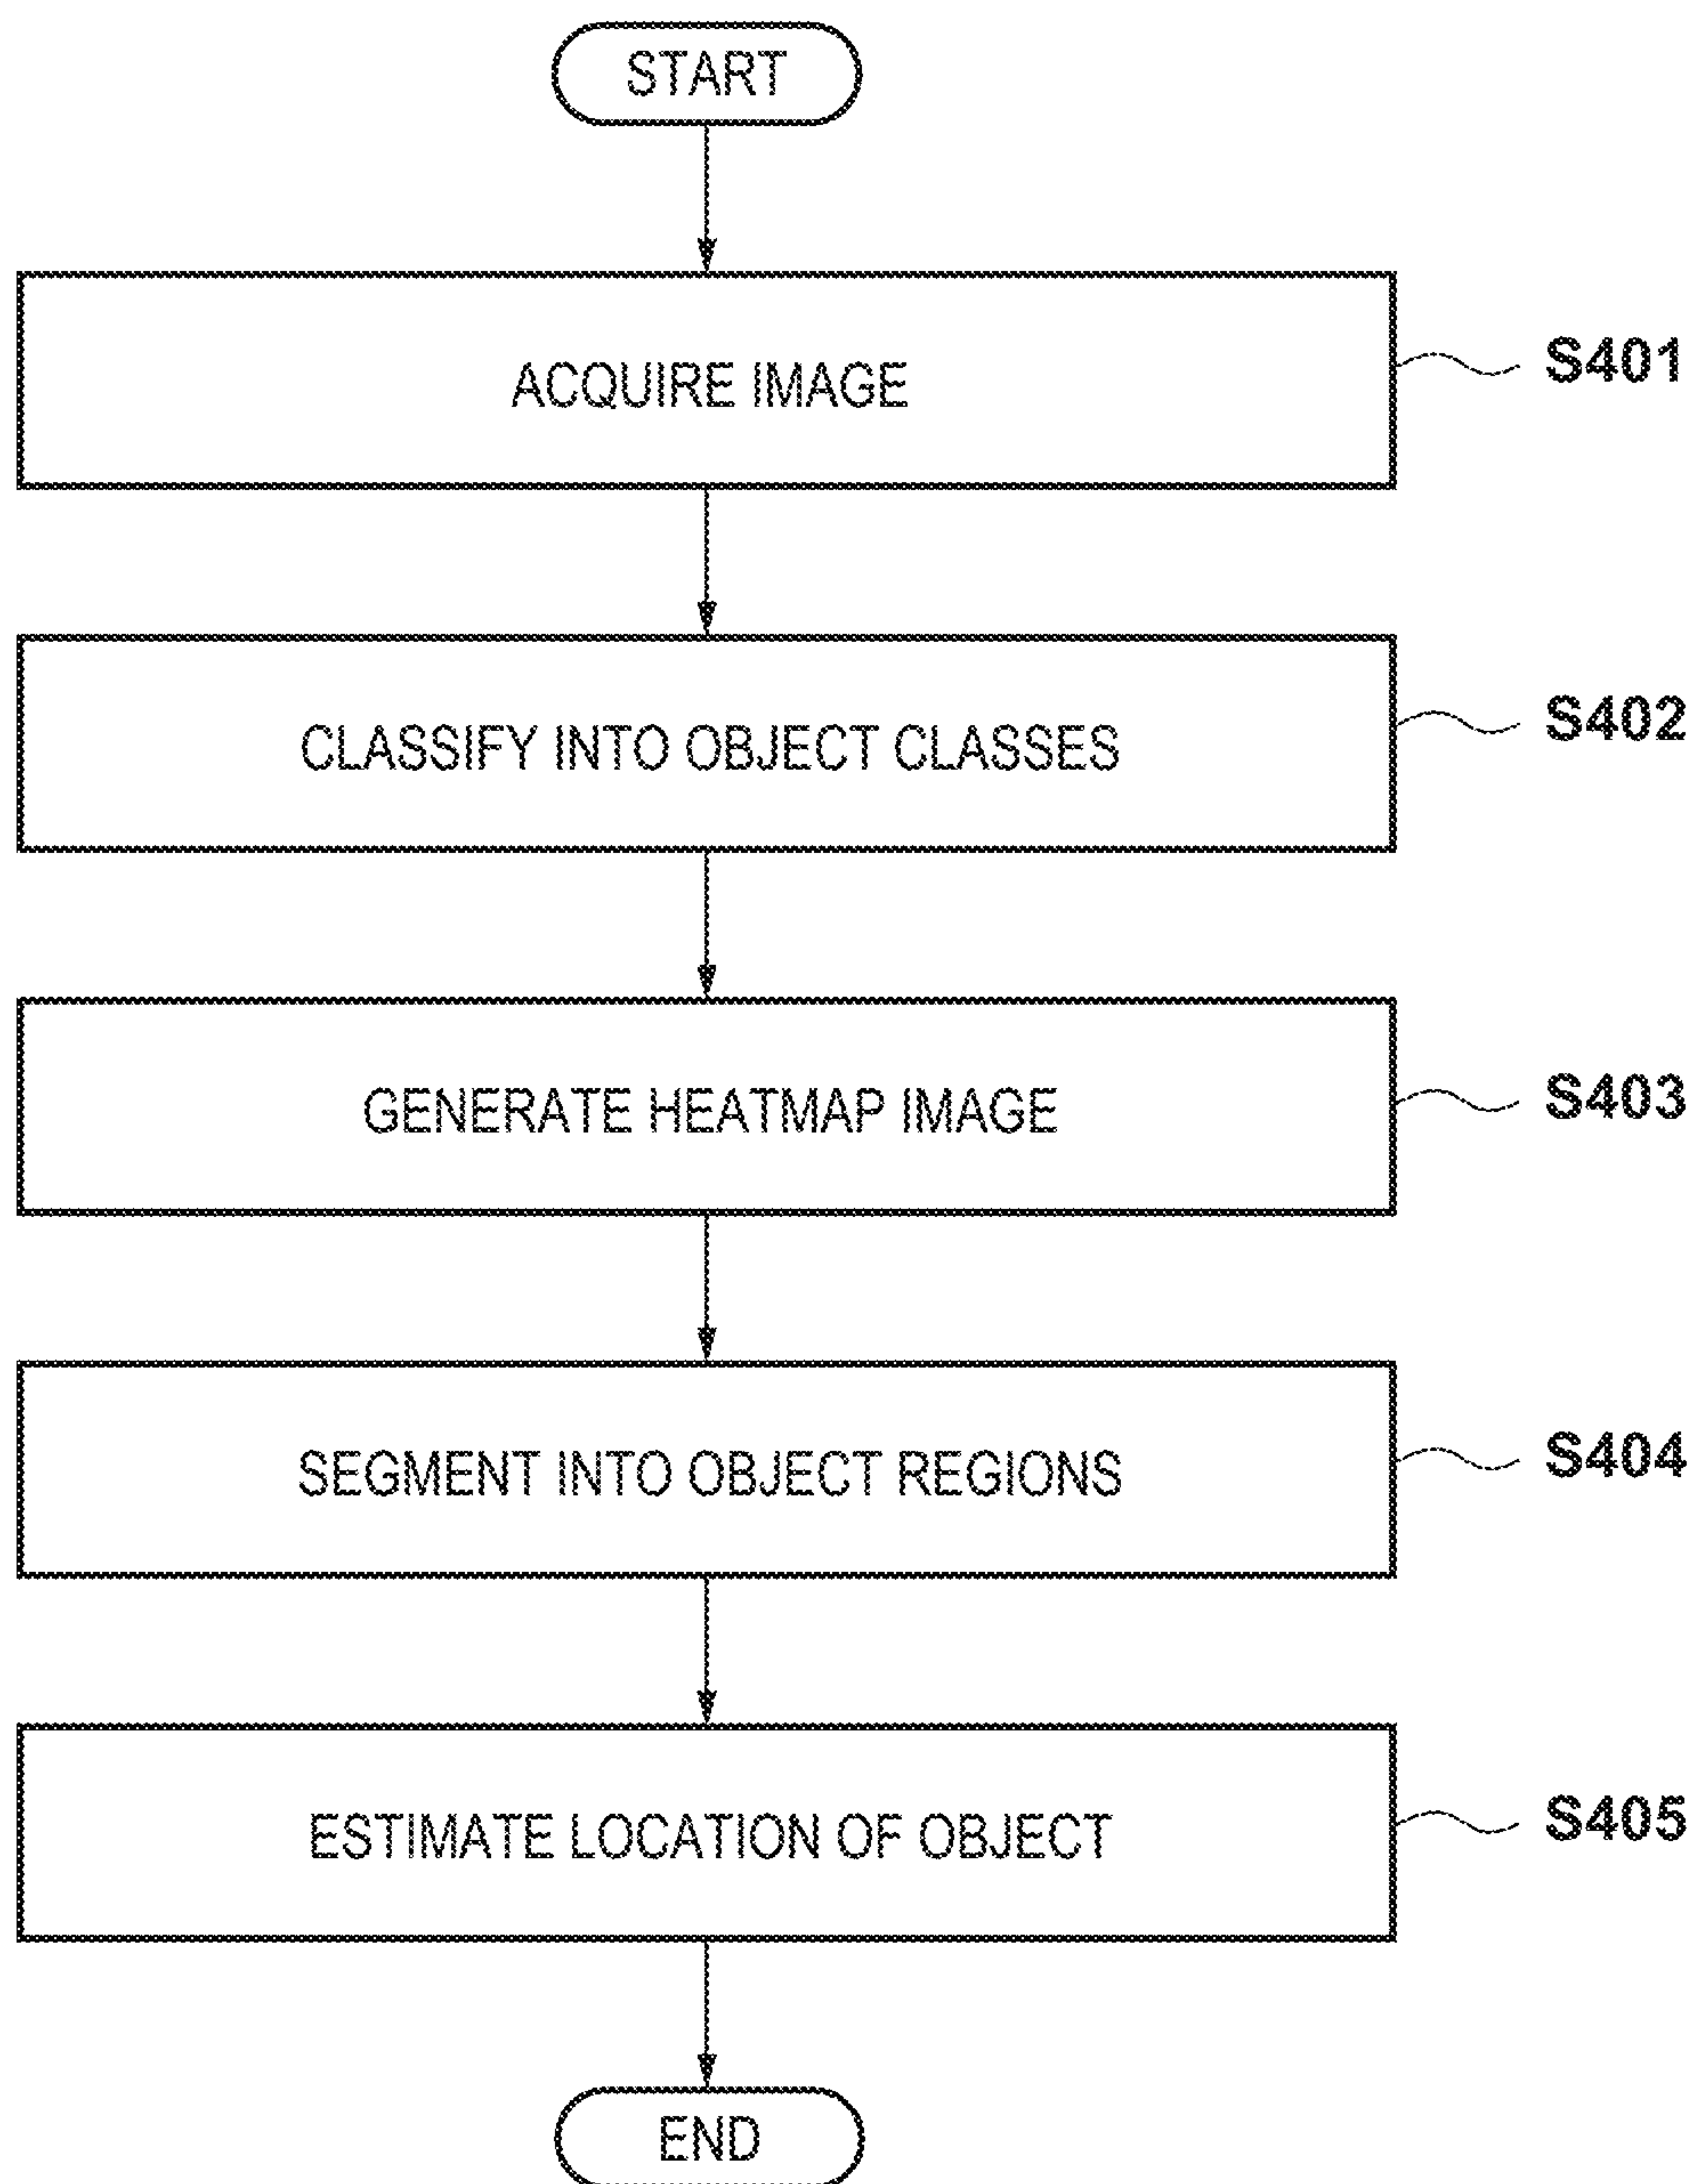 START
ACQUIRE IMAGE
S401
CLASSIFY INTO OBJECT CLASSES
S402
GENERATE HEATMAP IMAGE
S403
SEGMENT INTO OBJECT REGIONS
S404
ESTIMATE LOCATION OF OBJECT
S405
END